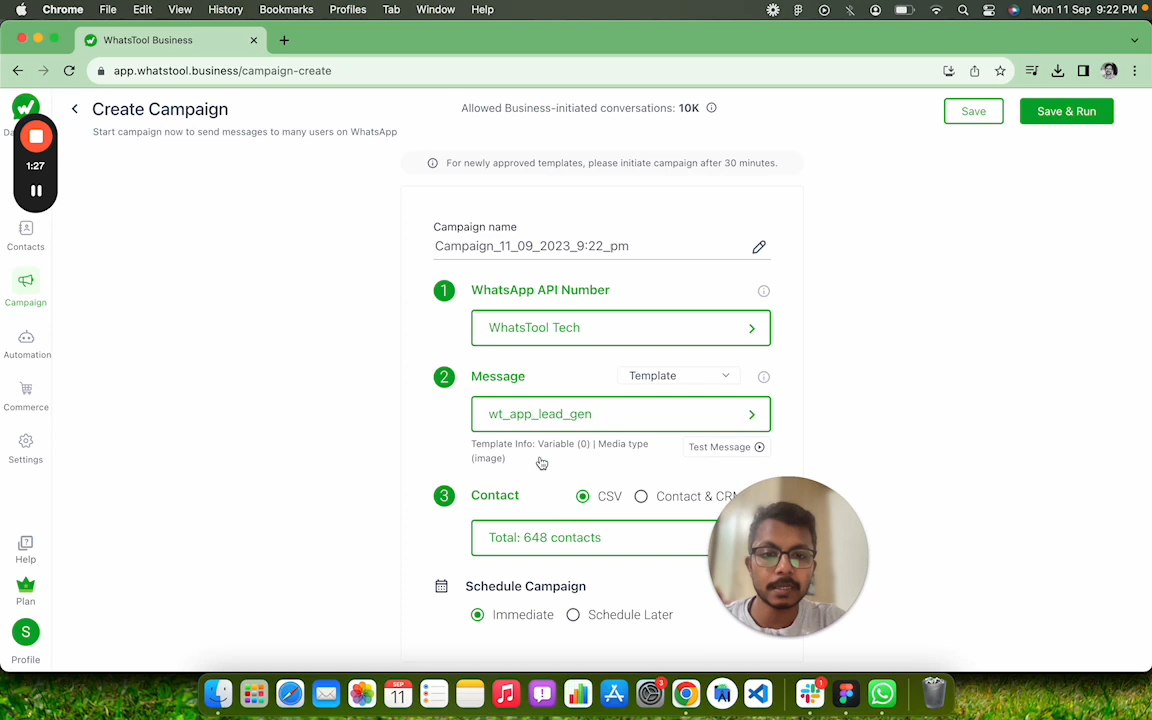 Chrome File Edit View History Bookmarks Profiles Tab Window Help Mon 11 Sep 9:22 PM
WhatsTool Business
app.whatstool.business/campaign-create
Create Campaign
Start campaign now to send messages to many users on WhatsApp
Allowed Business-initiated conversations: 10K
Save
Save & Run
For newly approved templates, please initiate campaign after 30 minutes.
1:27
Contacts
Campaign
Automation
Commerce
Settings
Help
Plan
S
Profile
Campaign name
Campaign_11_09_2023_9:22_pm
1 WhatsApp API Number
WhatsTool Tech
2 Message Template
wt_app_lead_gen
Template Info: Variable (0) | Media type
(image)
Test Message
3 Contact CSV Contact & CRM
Total: 648 contacts
Schedule Campaign
Immediate Schedule Later
SEP
11
3
1